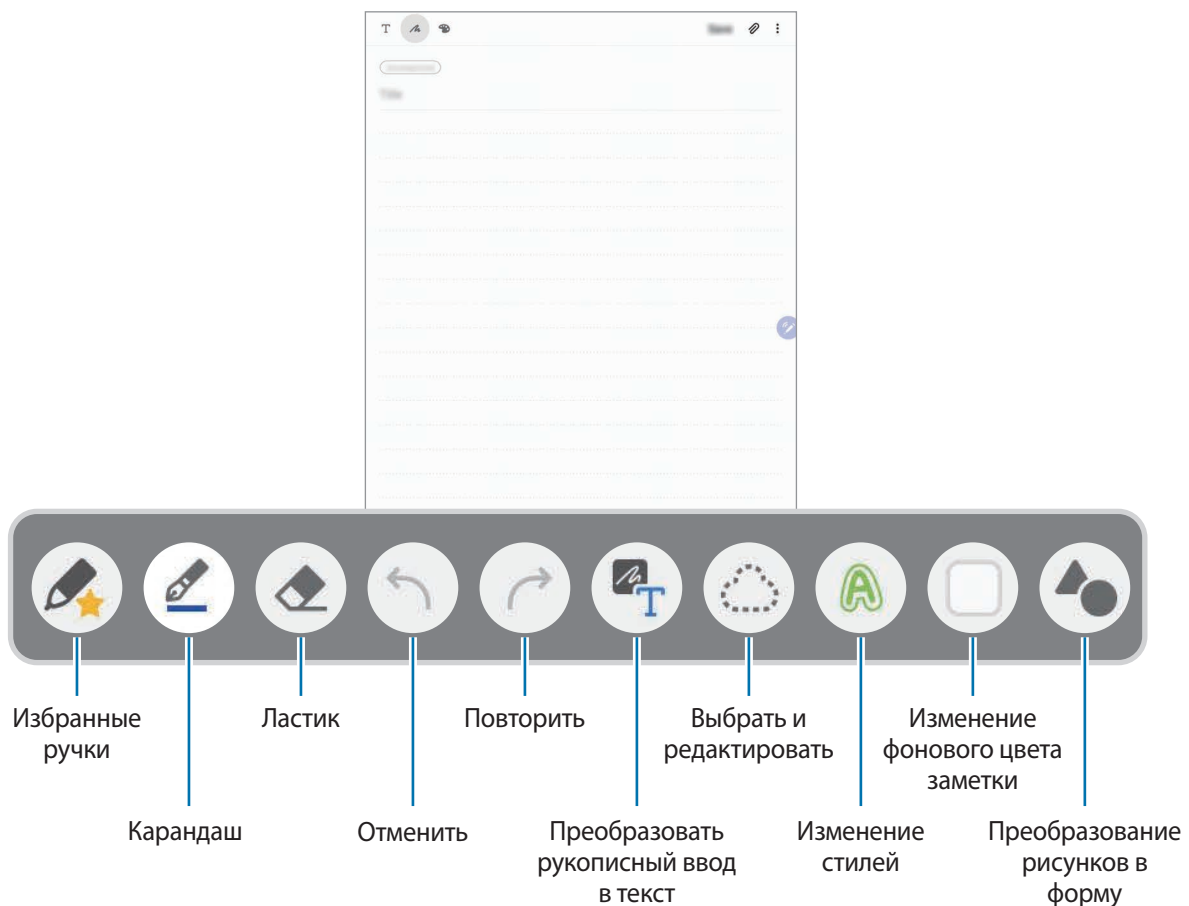 T
T
A
Избранные
ручки
Ластик
Повторить
Выбрать и
редактировать
Изменение
фонового цвета
заметки
Карандаш
Отменить
Преобразовать
рукописный ввод
в текст
Изменение
стилей
Преобразование
рисунков в
форму